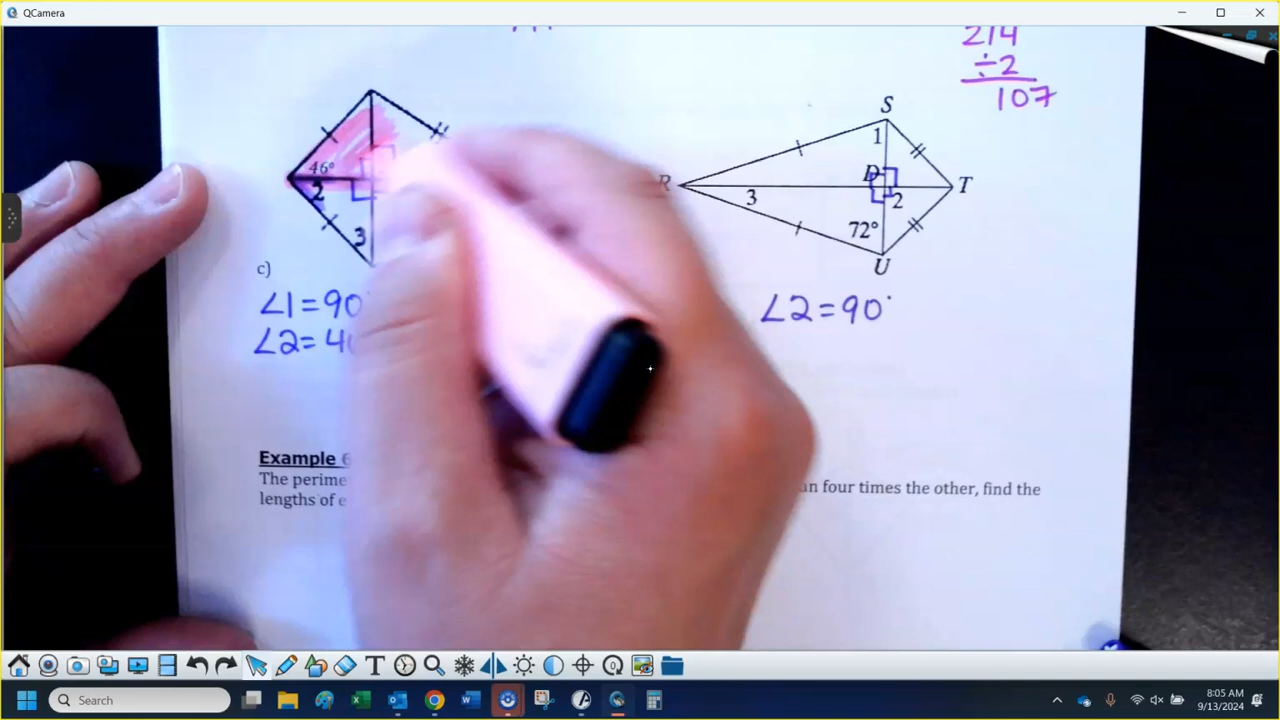 QCamera
214
÷2
107
S
1
46°
D
R
T
2
3
2
72°
3
U
c)
∠1=90
∠2=90°
∠2=4
Example 6
The perime
an four times the other, find the
lengths of e
Search
8:05 AM
9/13/2024